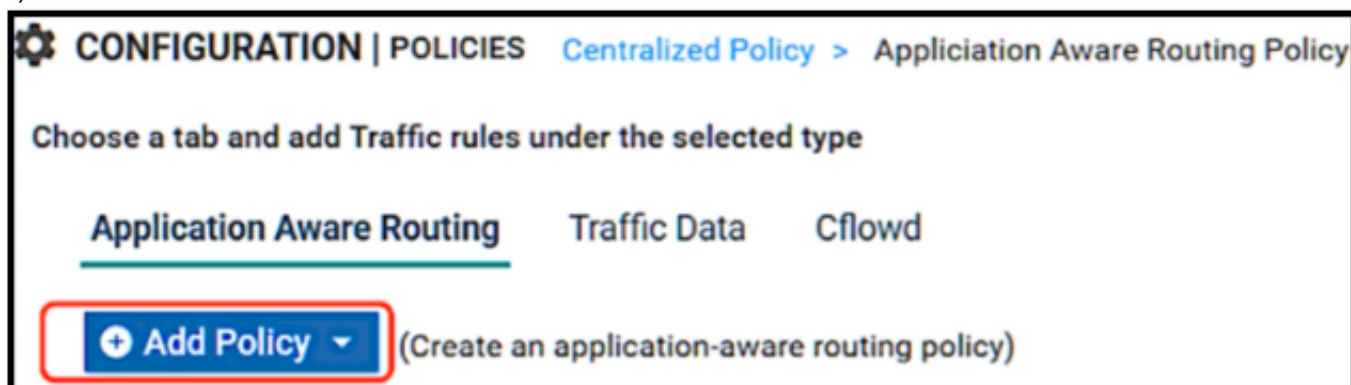 CONFIGURATION | POLICIES Centralized Policy > Appliciation Aware Routing Policy
Choose a tab and add Traffic rules under the selected type
Application Aware Routing Traffic Data Cflowd
Add Policy (Create an application-aware routing policy)